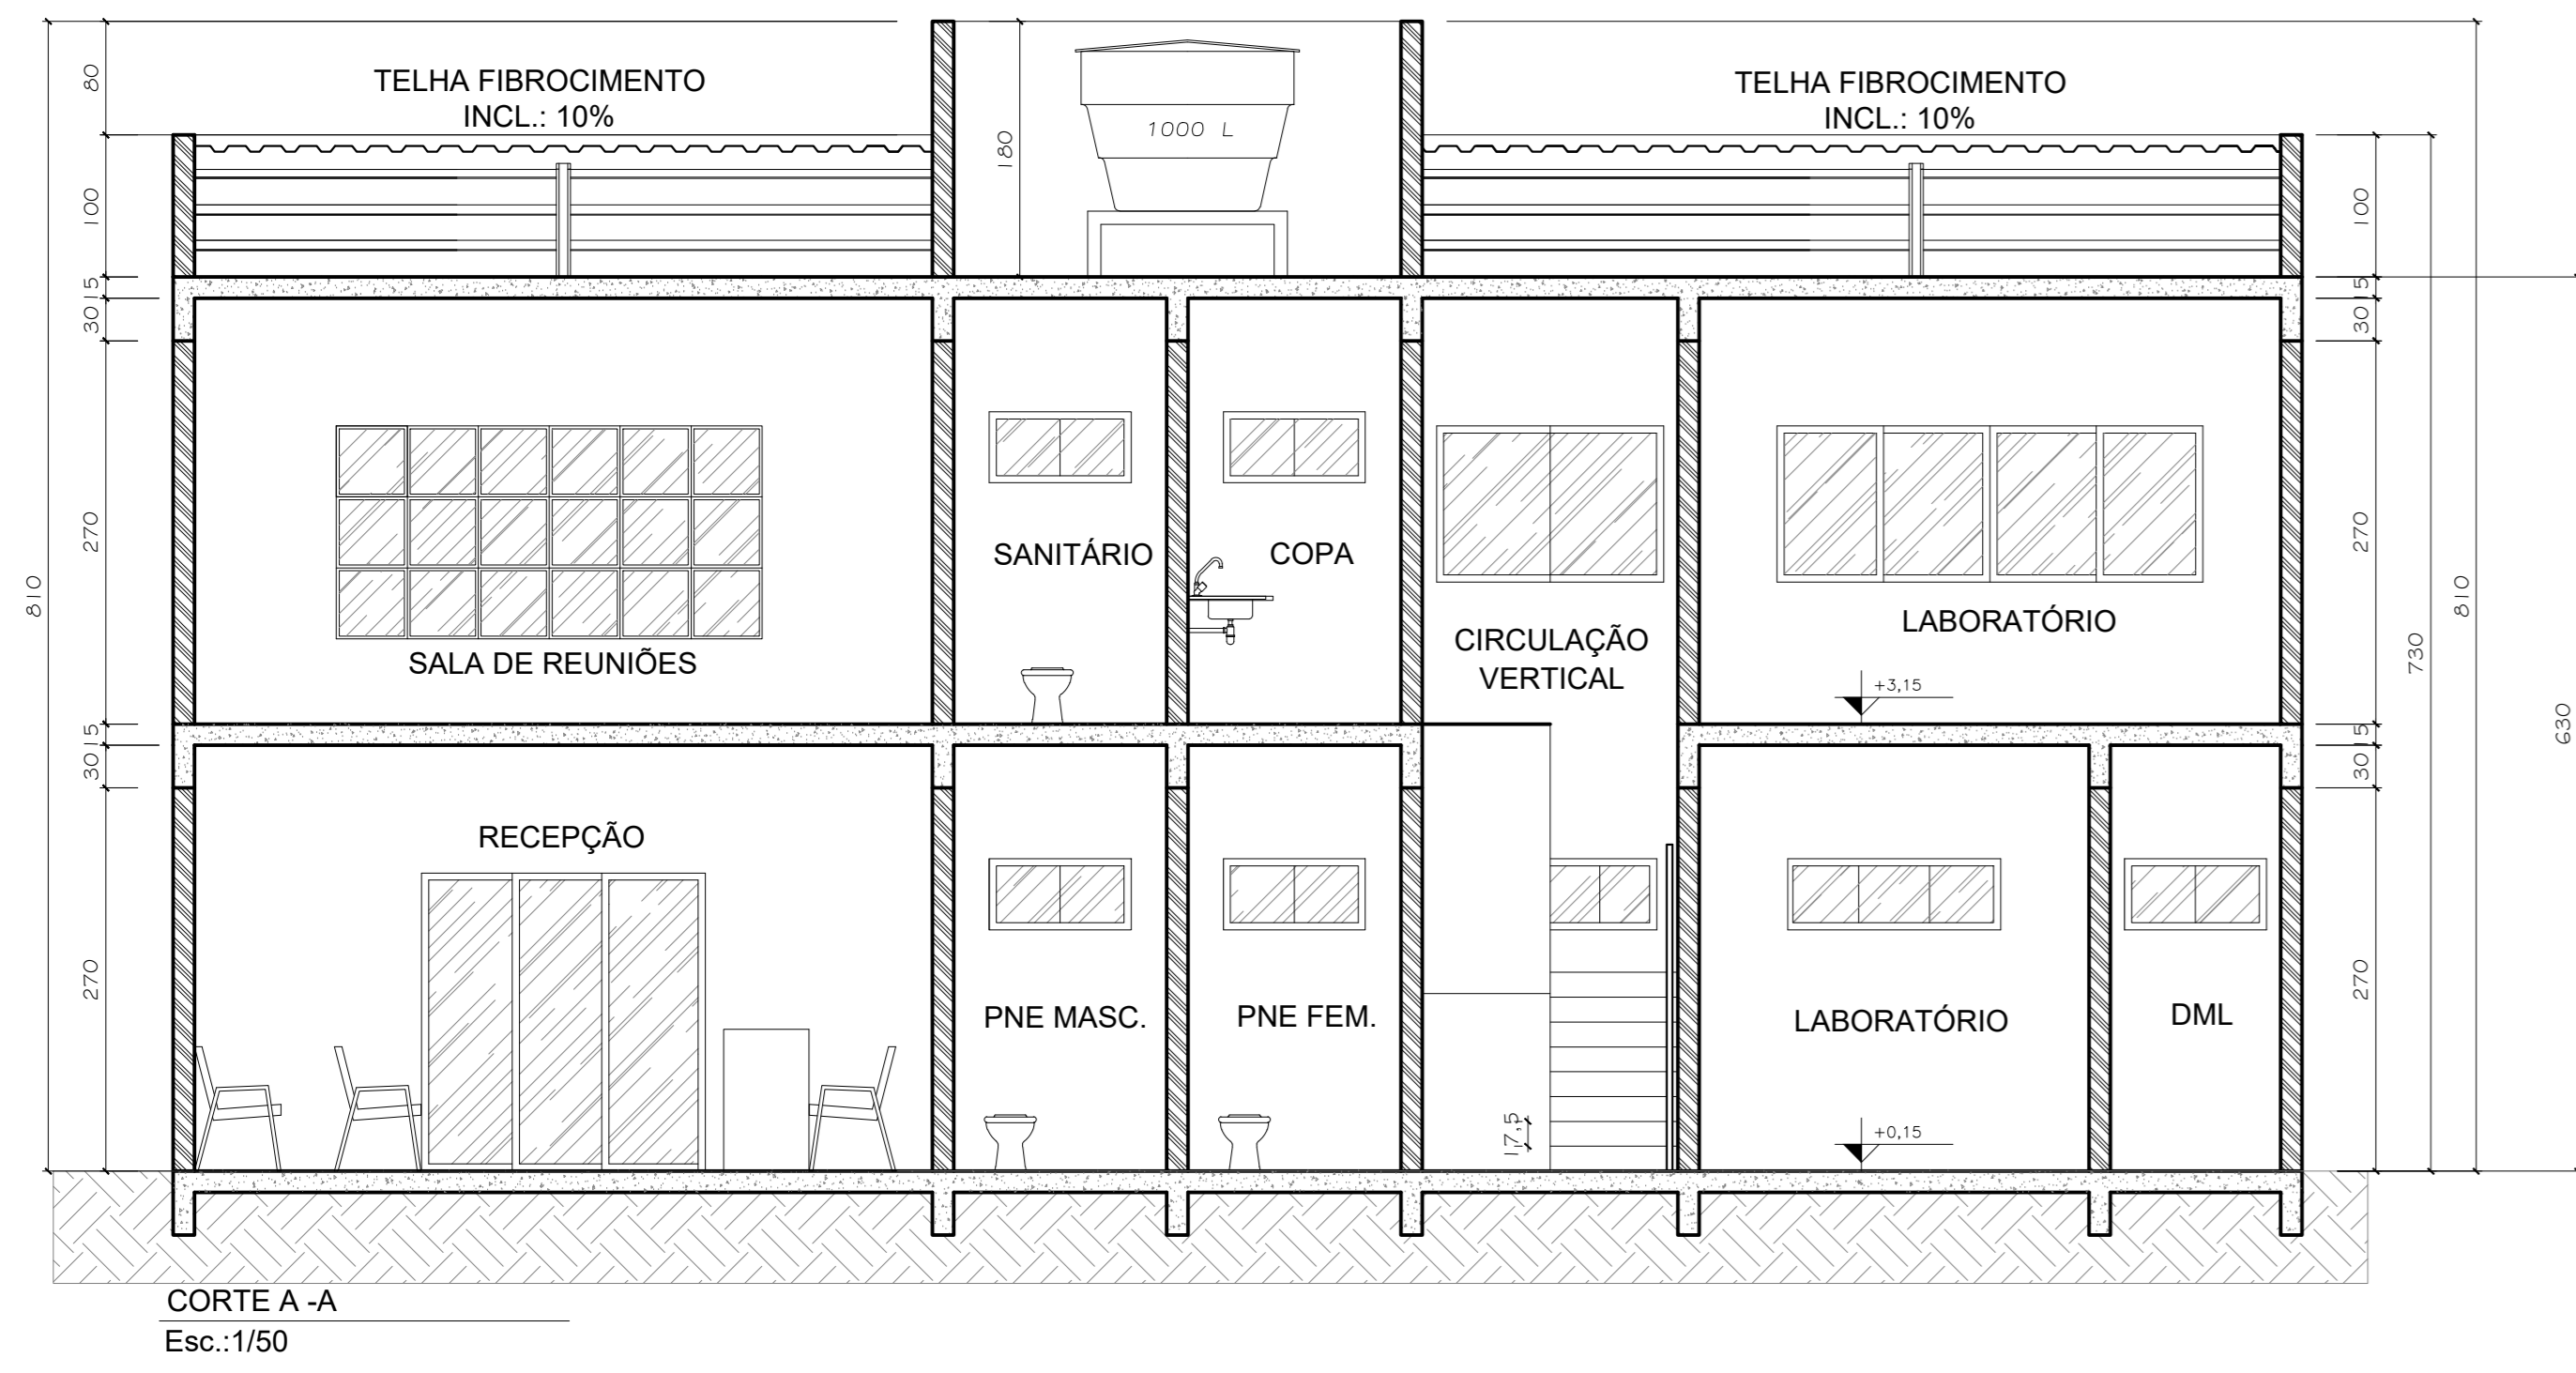 TELHA FIBROCIMENTO
INCL.: 10%
1000 L
TELHA FIBROCIMENTO
INCL.: 10%
80
100
15
30
270
15
30
270
810
180
SANITÁRIO
COPA
SALA DE REUNIÕES
CIRCULAÇÃO
VERTICAL
LABORATÓRIO
+3,15
RECEPÇÃO
PNE MASC.
PNE FEM.
17,5
LABORATÓRIO
DML
+0,15
100
15
30
270
15
30
270
730
810
630
CORTE A -A
Esc.:1/50